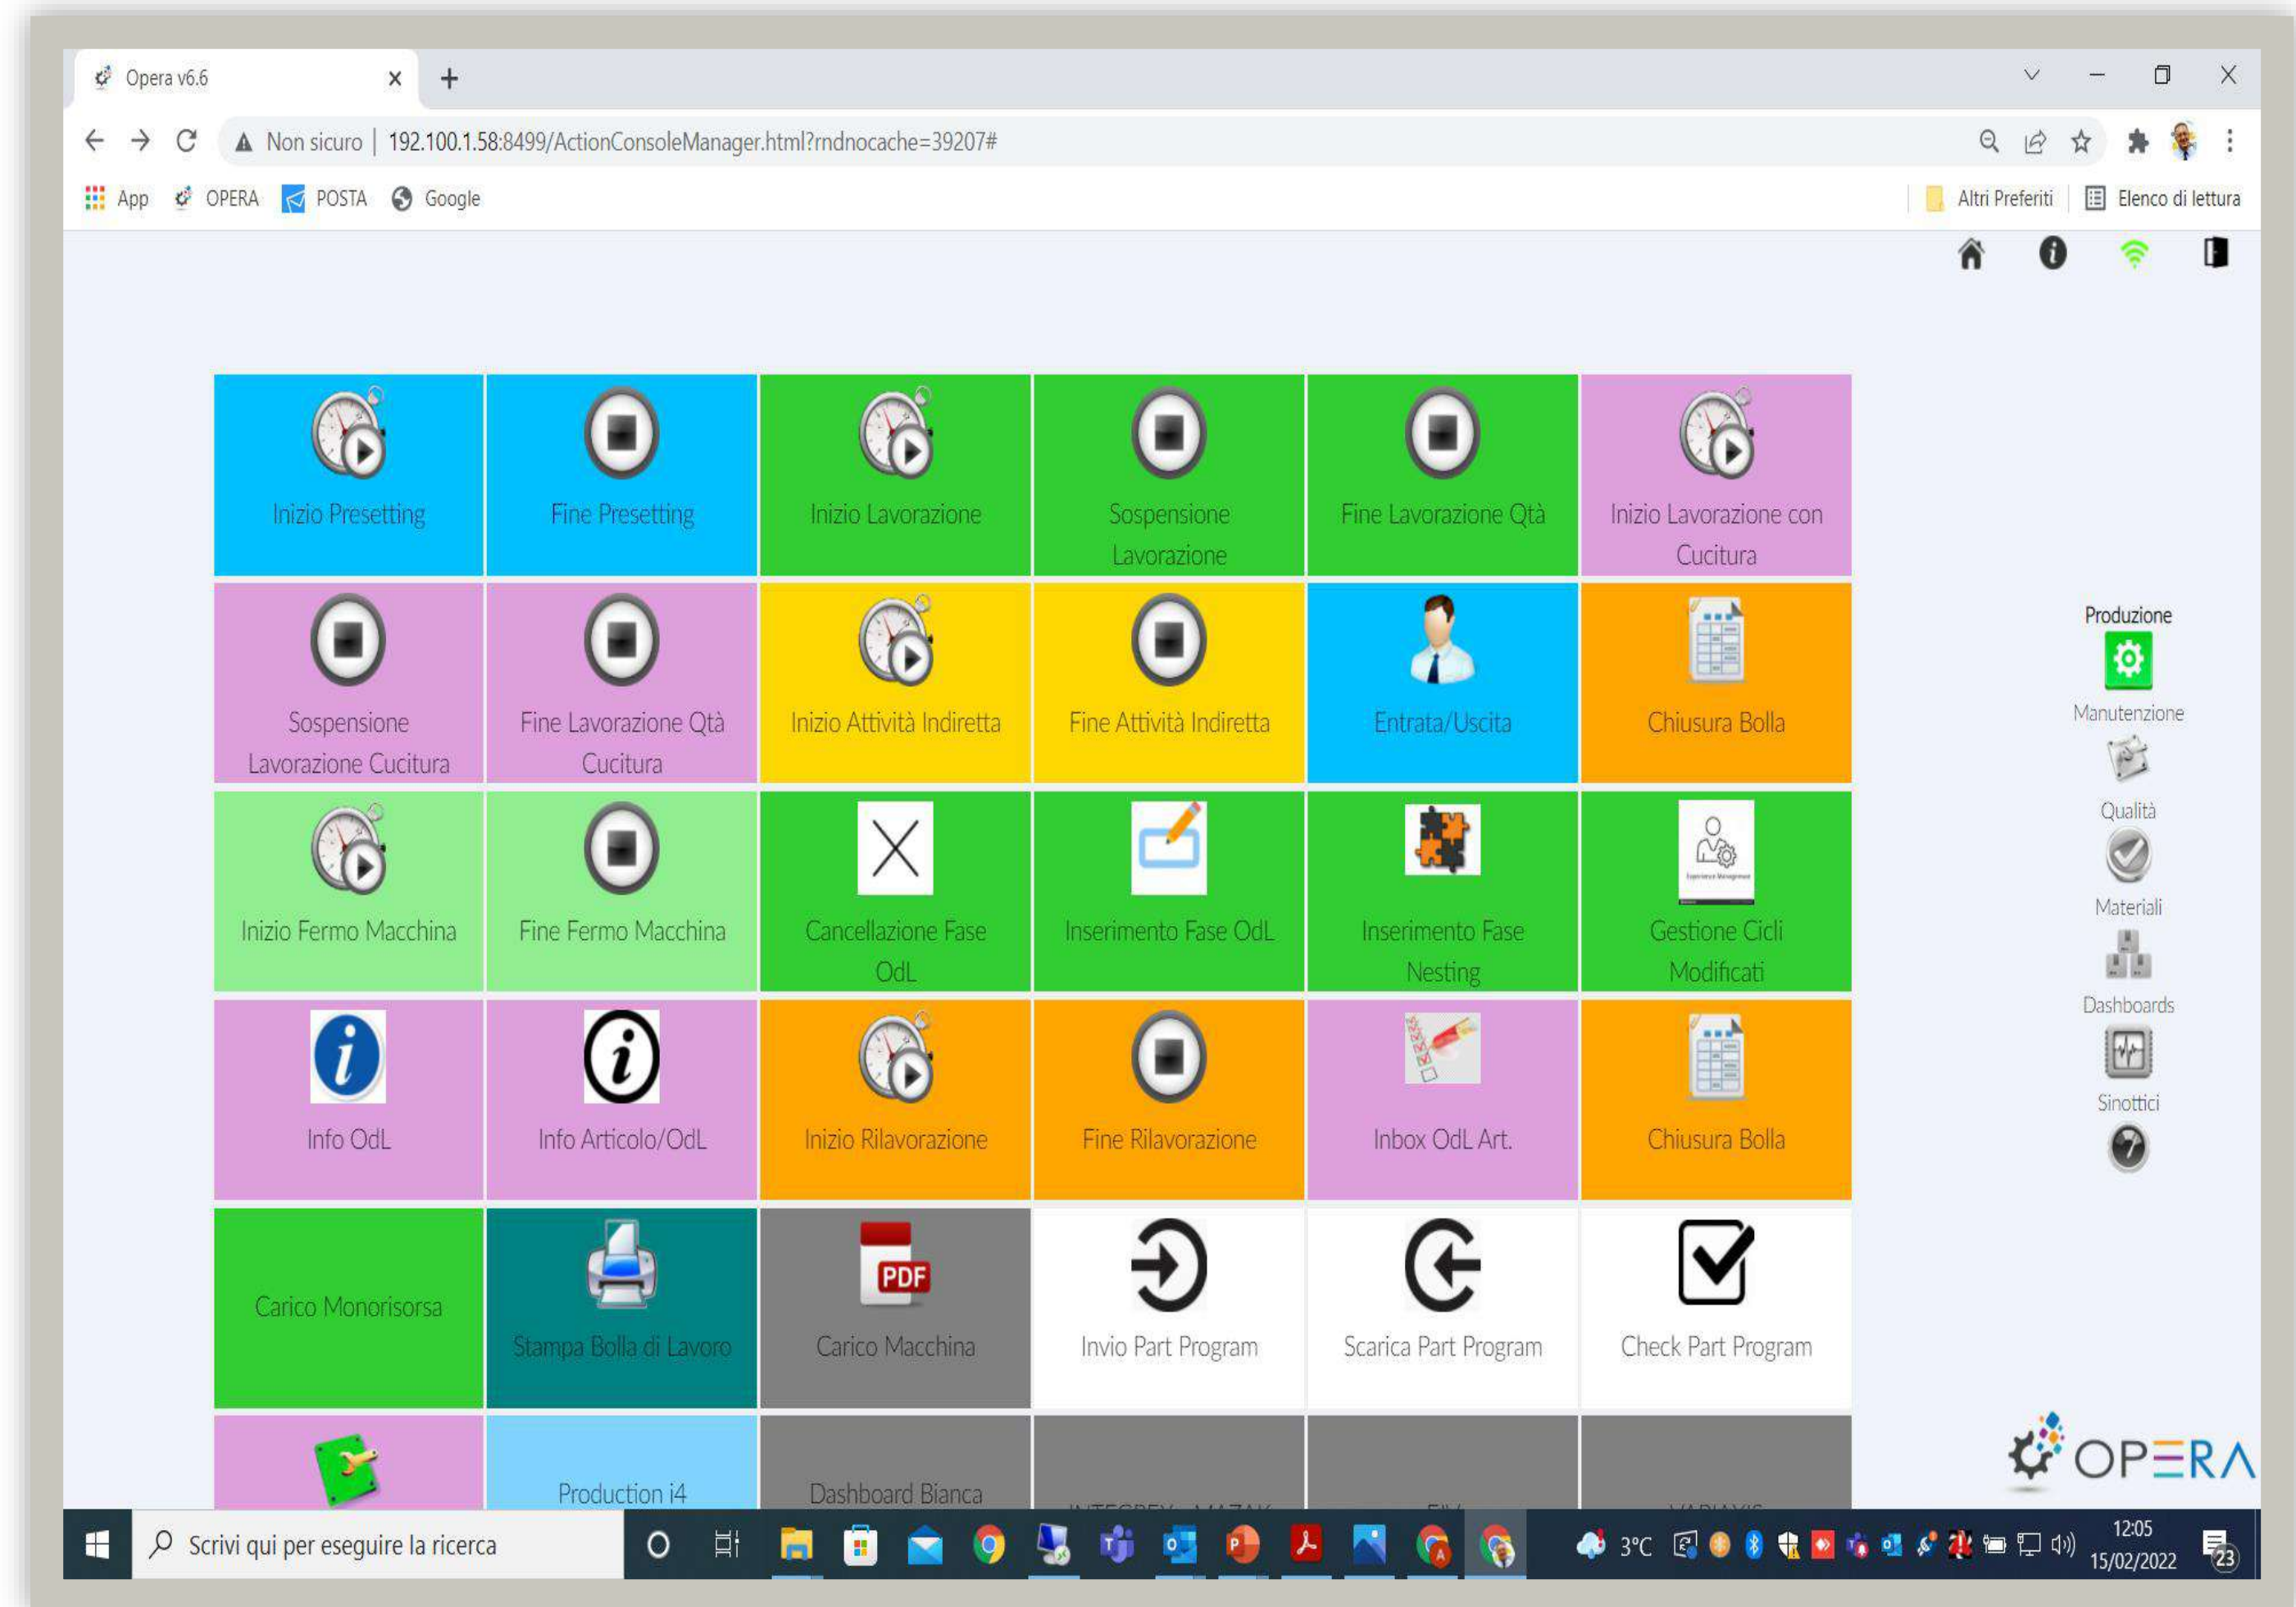 Opera v6.6
Non sicuro | 192.100.1.58:8499/ActionConsoleManager.html?rndnocache=39207#
App OPERA POSTA Google Altri Preferiti Elenco di lettura
Inizio Presetting
Fine Presetting
Inizio Lavorazione
Sospensione
Lavorazione
Fine Lavorazione Qtà
Inizio Lavorazione con
Cucitura
Sospensione
Lavorazione Cucitura
Fine Lavorazione Qtà
Cucitura
Inizio Attività Indiretta
Fine Attività Indiretta
Entrata/Uscita
Chiusura Bolla
Inizio Fermo Macchina
Fine Fermo Macchina
Cancellazione Fase
OdL
Inserimento Fase OdL
Inserimento Fase
Nesting
Gestione Cicli
Modificati
Info OdL
Info Articolo/OdL
Inizio Rilavorazione
Fine Rilavorazione
Inbox OdL Art.
Chiusura Bolla
Carico Monorisorsa
Stampa Bolla di Lavoro
PDF
Carico Macchina
Invio Part Program
Scarica Part Program
Check Part Program
Production i4
Dashboard Bianca
Produzione
Manutenzione
Qualità
Materiali
Dashboards
Sinottici
OPERA
Scrivi qui per eseguire la ricerca
3°C
12:05
15/02/2022
23